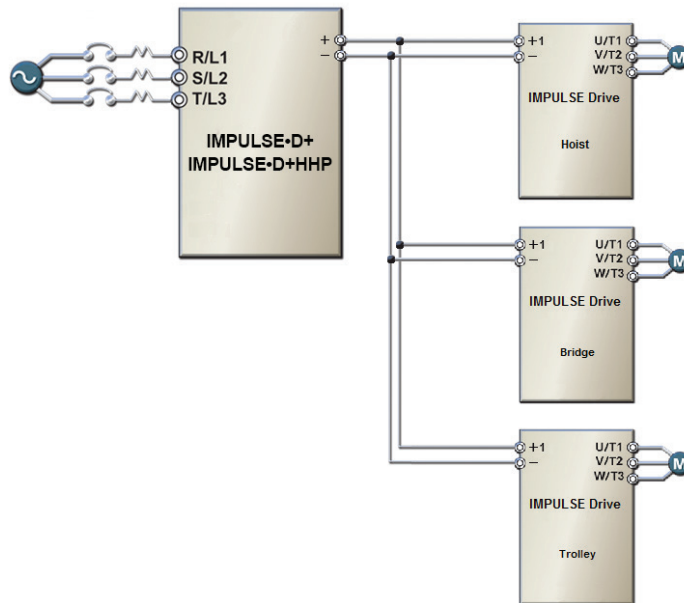 R/L1
S/L2
T/L3
+
−
IMPULSE•D+
IMPULSE•D+HHP
+1
−
U/T1
V/T2
W/T3
M
IMPULSE Drive
Hoist
+1
−
U/T1
V/T2
W/T3
M
IMPULSE Drive
Bridge
+1
−
U/T1
V/T2
W/T3
M
IMPULSE Drive
Trolley